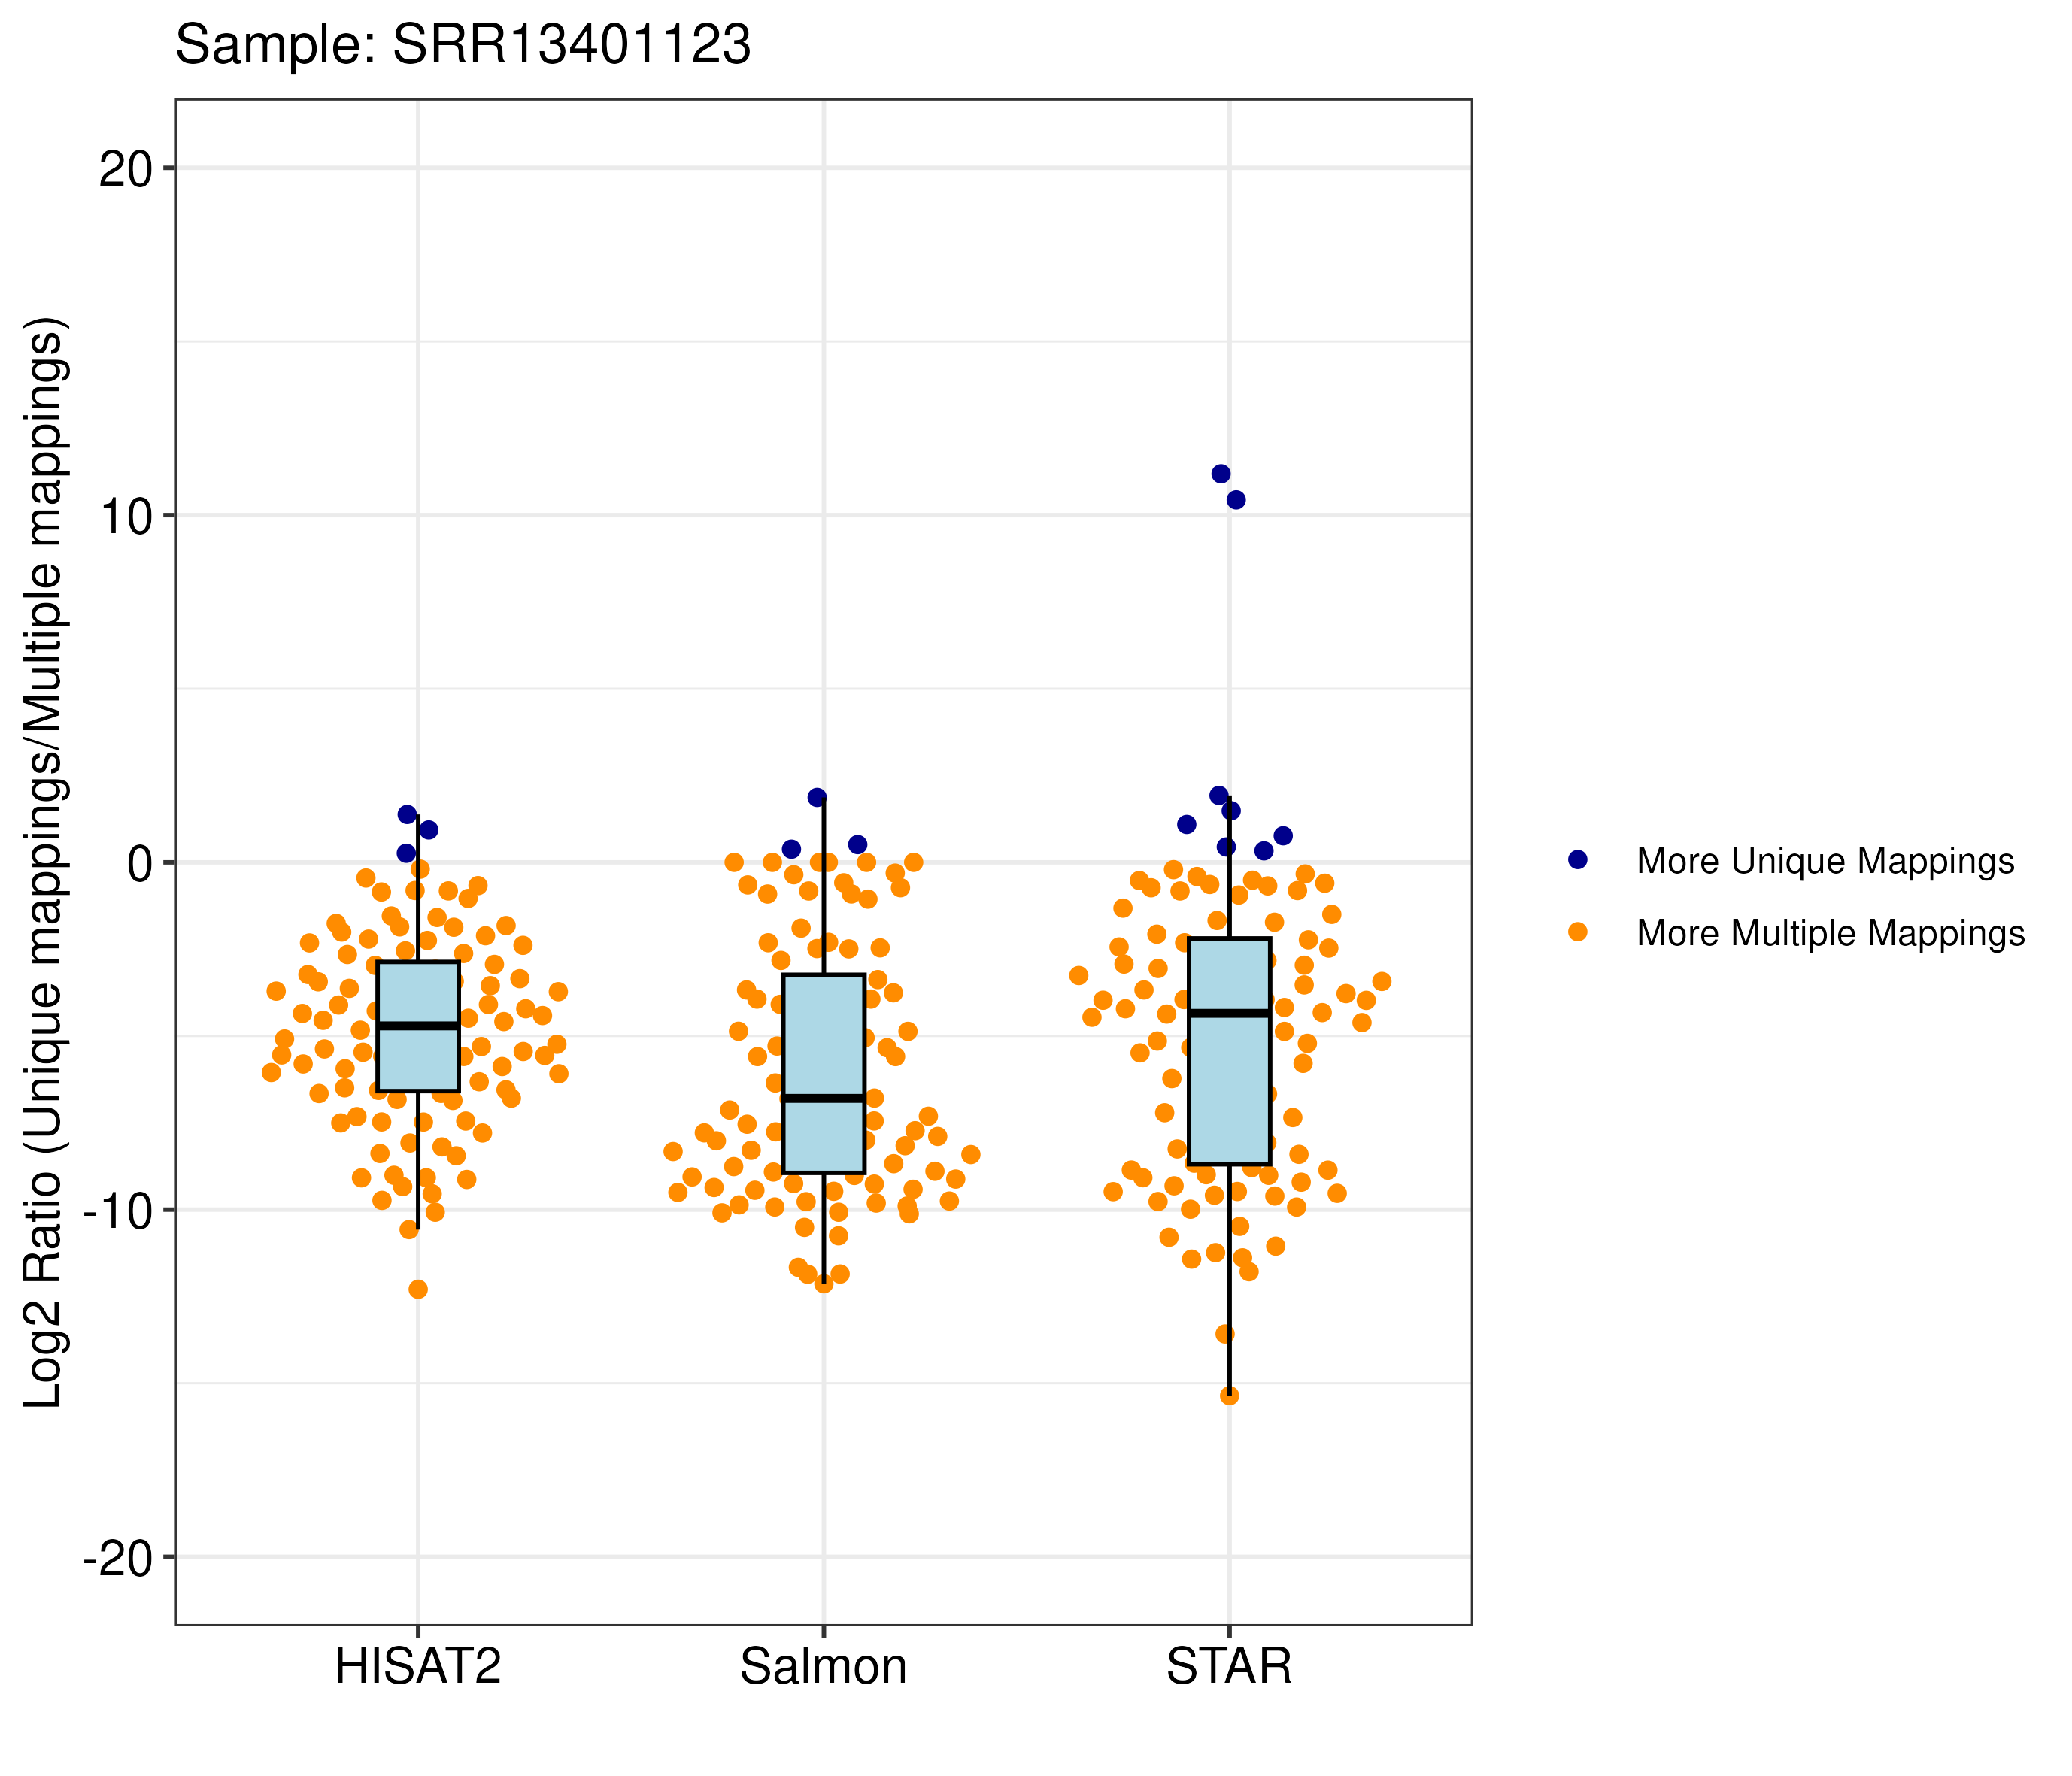 Sample: SRR13401123
Log2 Ratio (Unique mappings/Multiple mappings)
20
10
0
-10
-20
HISAT2
Salmon
STAR
More Unique Mappings
More Multiple Mappings